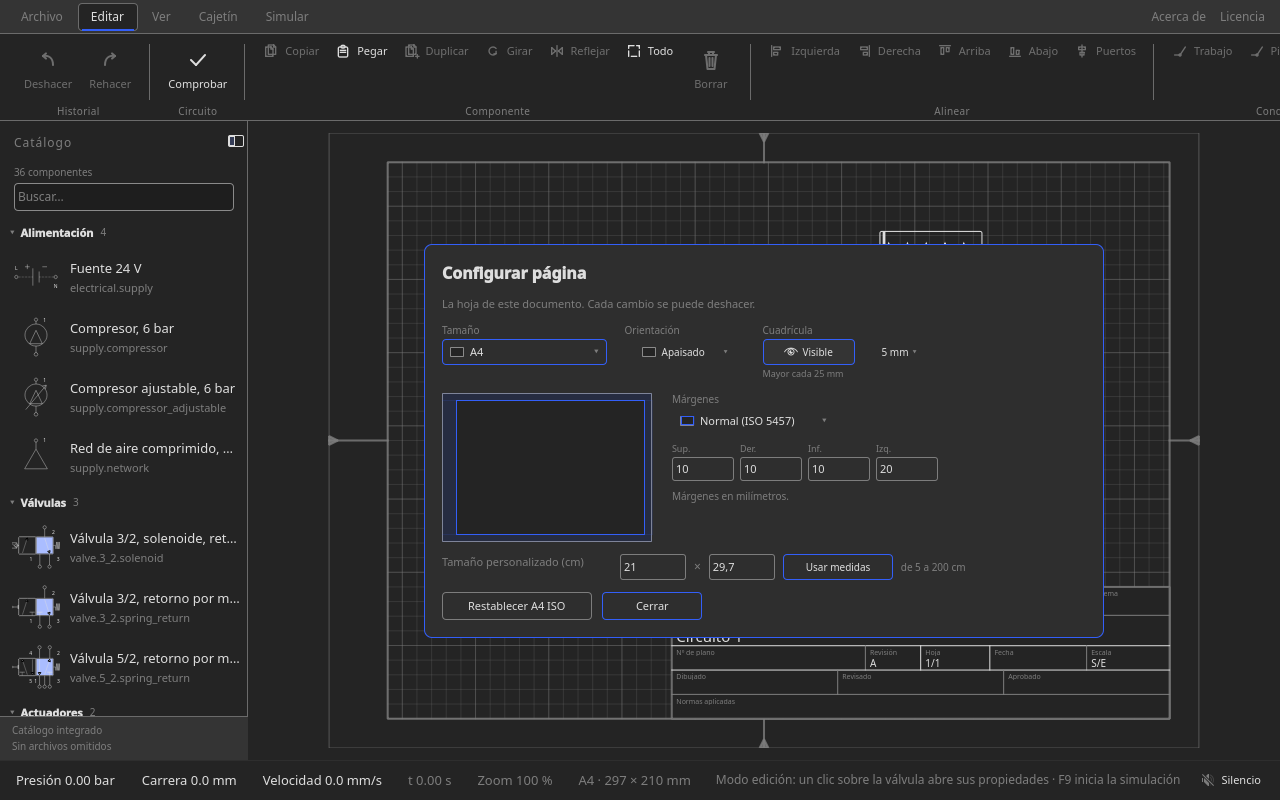 Archivo Editar Ver Cajetín Simular Acerca de Licencia
Copiar Pegar Duplicar Girar Reflejar Todo Izquierda Derecha Arriba Abajo Puertos Trabajo
Deshacer Rehacer Comprobar Borrar
Historial Circuito Componente Alinear
Catálogo
36 componentes
Buscar...
Alimentación 4
Fuente 24 V
electrical.supply
Compresor, 6 bar
supply.compressor
Compresor ajustable, 6 bar
supply.compressor_adjustable
Red de aire comprimido, ...
supply.network
Válvulas 3
Válvula 3/2, solenoide, ret...
valve.3_2.solenoid
Válvula 3/2, retorno por m...
valve.3_2.spring_return
Válvula 5/2, retorno por m...
valve.5_2.spring_return
Actuadores 2
Catálogo integrado
Sin archivos omitidos
Configurar página
La hoja de este documento. Cada cambio se puede deshacer.
Tamaño Orientación Cuadrícula
A4 Apaisado Visible 5 mm
Mayor cada 25 mm
Márgenes
Normal (ISO 5457)
Sup. Der. Inf. Izq.
10 10 10 20
Márgenes en milímetros.
Tamaño personalizado (cm) 21 × 29,7 Usar medidas de 5 a 200 cm
Restablecer A4 ISO Cerrar
Circuito 1
Nº de plano Revisión Hoja Fecha Escala
A 1/1 S/E
Dibujado Revisado Aprobado
Normas aplicadas
Presión 0.00 bar Carrera 0.0 mm Velocidad 0.0 mm/s t 0.00 s Zoom 100 % A4 · 297 × 210 mm Modo edición: un clic sobre la válvula abre sus propiedades · F9 inicia la simulación Silencio